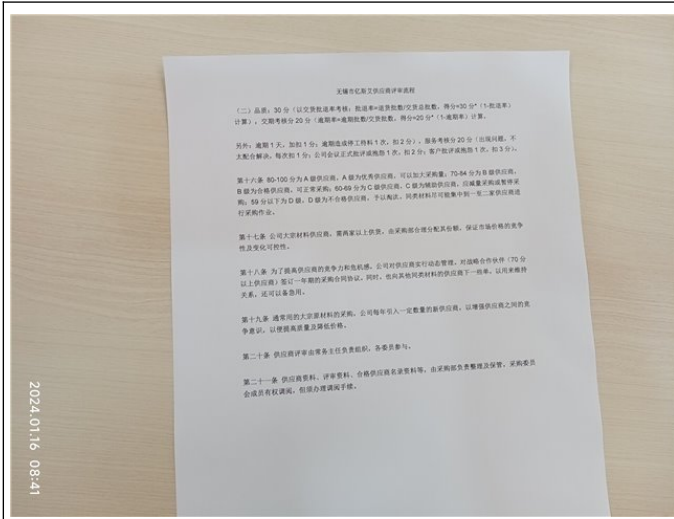 无锡市亿斯艾供应商评审流程
（二）品质：30 分（以交货批退率考核：批退率=退货批数/交货总批数，得分=30 分*（1-批退率）
计算），交期考核分 20 分（逾期率=逾期批数/交货批数，得分=20 分*（1-逾期率）计算。
另外：逾期 1 天，加扣 1 分；逾期造成停工待料 1 次，扣 2 分），服务考核分 20 分（出现问题，不
太配合解决，每次扣 1 分；公司会议正式批评或抱怨 1 次，扣 2 分；客户批评或抱怨 1 次，扣 3 分）。
第十六条 80-100 分为 A 级供应商，A 级为优秀供应商，可以加大采购量；70-84 分为 B 级供应商，
B 级为合格供应商，可正常采购；60-69 分为 C 级供应商，C 级为辅助供应商，应减量采购或暂停采
购；59 分以下为 D 级，D 级为不合格供应商，予以淘汰。同类材料尽可能集中到一至二家供应商进
行采购作业。
第十七条 公司大宗材料供应商，需两家以上供货，由采购部合理分配其份额，保证市场价格的竞争
性及变化可控性。
第十八条 为了提高供应商的竞争力和危机感，公司对供应商实行动态管理，对战略合作伙伴（70 分
以上供应商）签订一年期的采购合同协议。同时，也向其他同类材料的供应商下一些单，以用来维持
关系，还可以备急用。
第十九条 通常用的大宗原材料的采购，公司每年引入一定数量的新供应商，以增强供应商之间的竞
争意识，以便提高质量及降低价格。
第二十条 供应商评审由常务主任负责组织，各委员参与。
第二十一条 供应商资料、评审资料、合格供应商名录资料等，由采购部负责整理及保管，采购委员
会成员有权调阅，但须办理调阅手续。
2024.01.16 08:41